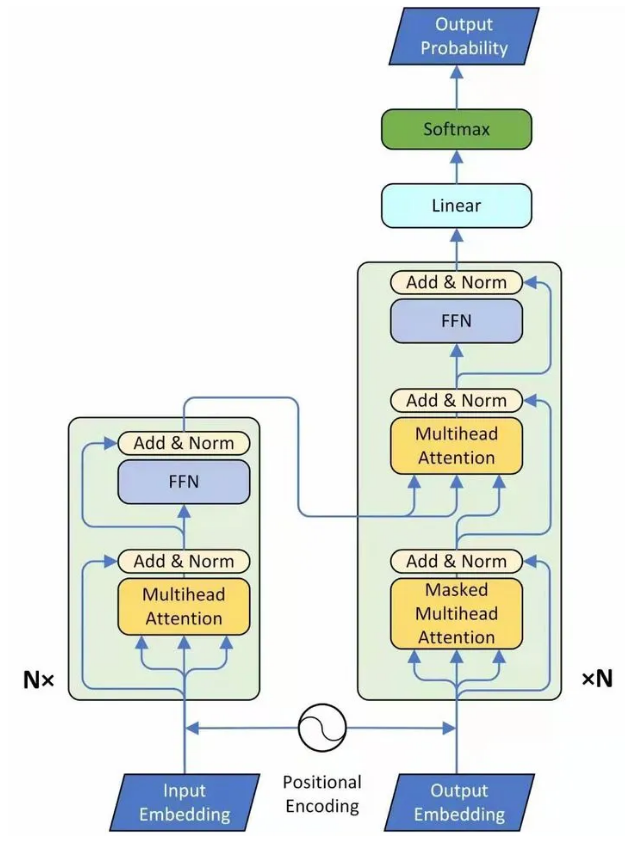 Output
Probability
Softmax
Linear
Add & Norm
FFN
Add & Norm
Multihead
Attention
Add & Norm
Masked
Multihead
Attention
×N
Add & Norm
FFN
Add & Norm
Multihead
Attention
N×
Input
Embedding
Positional
Encoding
Output
Embedding